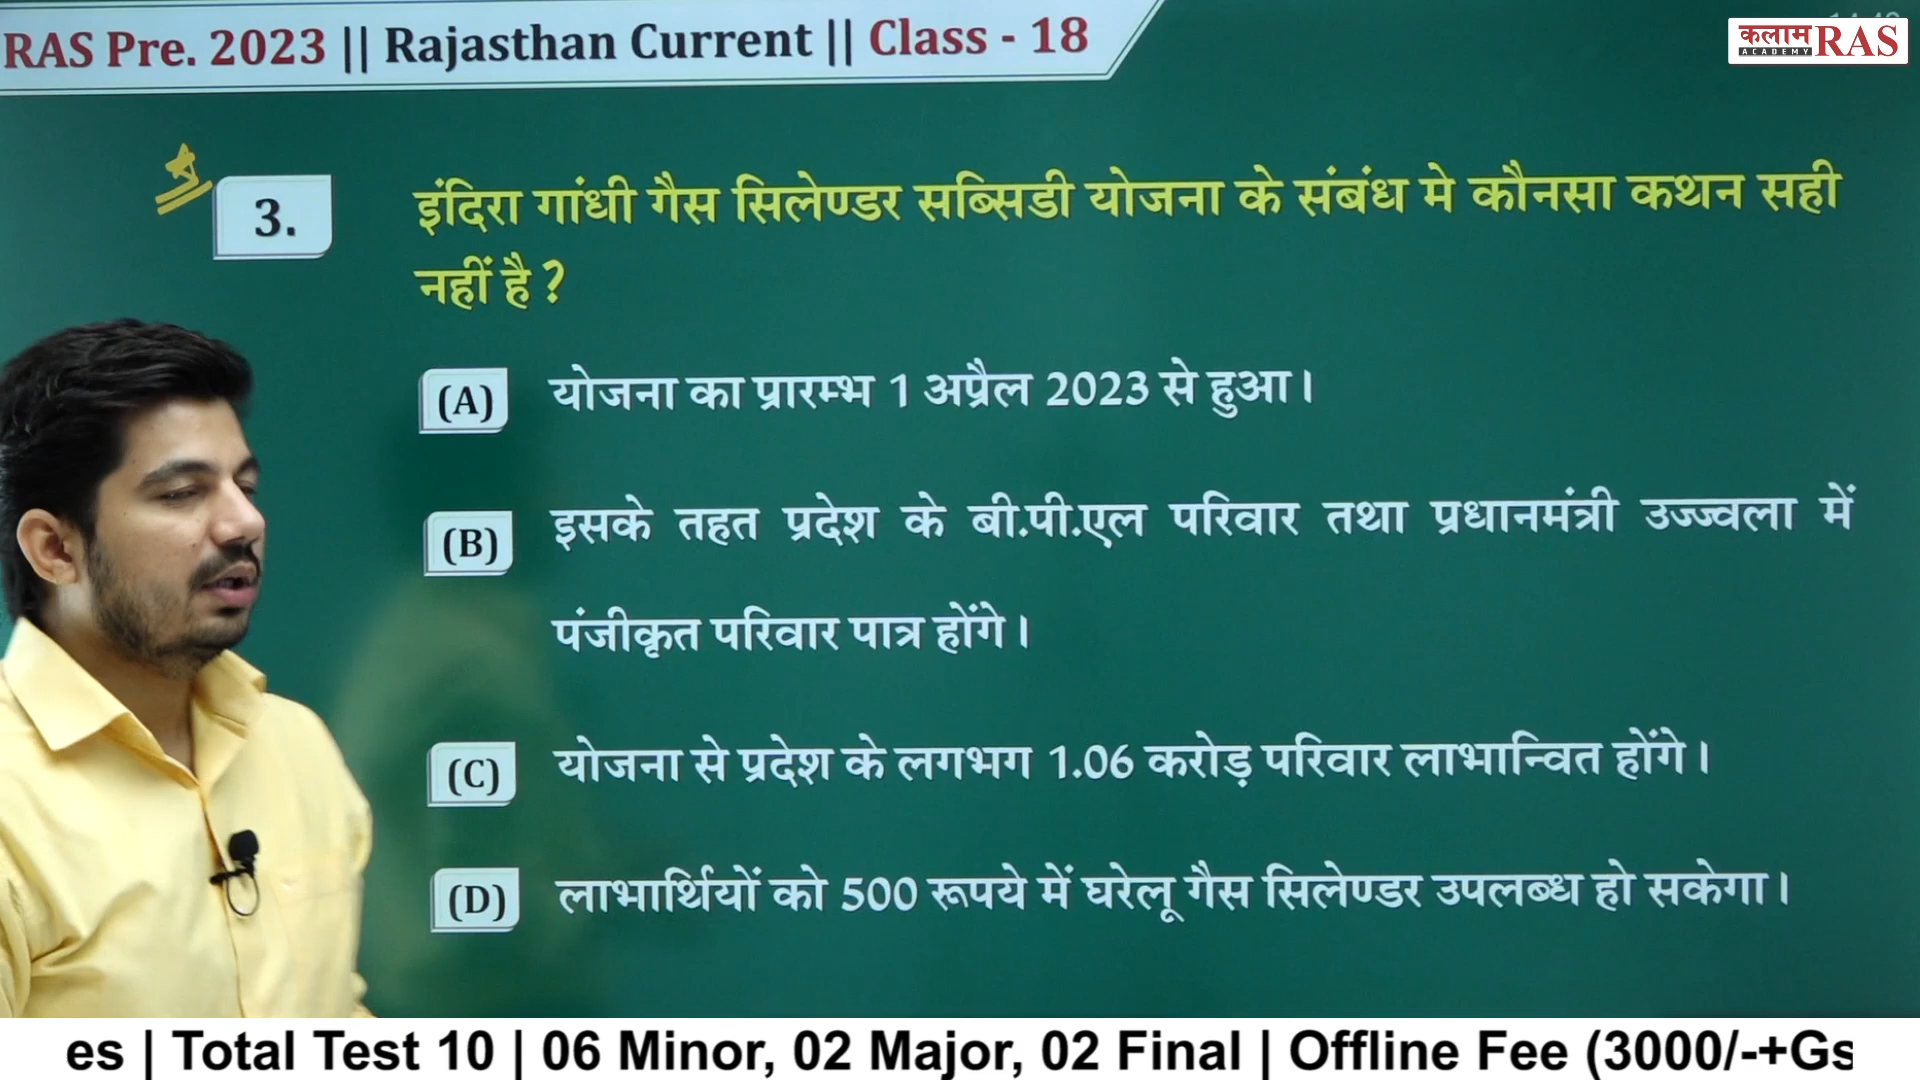 RAS Pre. 2023 || Rajasthan Current || Class - 18
कलाम RAS
ACADEMY
3. इंदिरा गांधी गैस सिलेण्डर सब्सिडी योजना के संबंध मे कौनसा कथन सही
नहीं है ?
(A) योजना का प्रारम्भ 1 अप्रैल 2023 से हुआ।
(B) इसके तहत प्रदेश के बी.पी.एल परिवार तथा प्रधानमंत्री उज्ज्वला में
पंजीकृत परिवार पात्र होंगे।
(C) योजना से प्रदेश के लगभग 1.06 करोड़ परिवार लाभान्वित होंगे।
(D) लाभार्थियों को 500 रूपये में घरेलू गैस सिलेण्डर उपलब्ध हो सकेगा।
es | Total Test 10 | 06 Minor, 02 Major, 02 Final | Offline Fee (3000/-+Gs